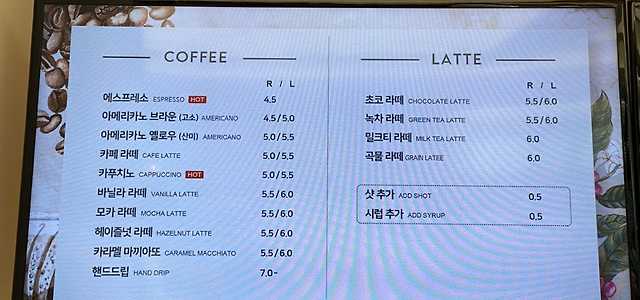 COFFEE
R / L
에스프레소 ESPRESSO HOT 4.5
아메리카노 브라운 (고소) AMERICANO 4.5 / 5.0
아메리카노 옐로우 (산미) AMERICANO 5.0 / 5.5
카페 라떼 CAFE LATTE 5.0 / 5.5
카푸치노 CAPPUCCINO HOT 5.0 / 5.5
바닐라 라떼 VANILLA LATTE 5.5 / 6.0
모카 라떼 MOCHA LATTE 5.5 / 6.0
헤이즐넛 라떼 HAZELNUT LATTE 5.5 / 6.0
카라멜 마끼아또 CARAMEL MACCHIATO 5.5 / 6.0
핸드드립 HAND DRIP 7.0~
LATTE
R / L
초코 라떼 CHOCOLATE LATTE 5.5 / 6.0
녹차 라떼 GREEN TEA LATTE 5.5 / 6.0
밀크티 라떼 MILK TEA LATTE 6.0
곡물 라떼 GRAIN LATEE 6.0
샷 추가 ADD SHOT 0.5
시럽 추가 ADD SYRUP 0.5